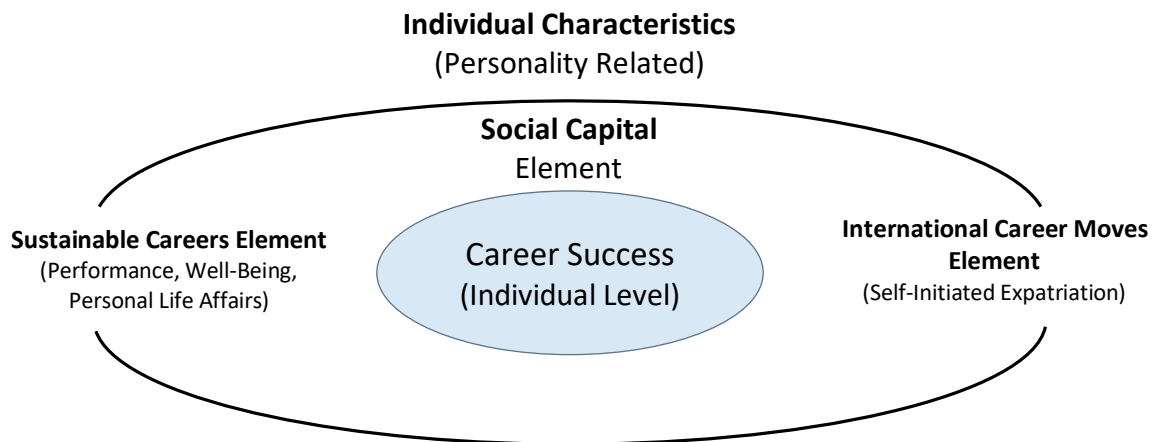 Individual Characteristics
(Personality Related)
Social Capital
Element
Sustainable Careers Element
(Performance, Well-Being,
Personal Life Affairs)
Career Success
(Individual Level)
International Career Moves
Element
(Self-Initiated Expatriation)